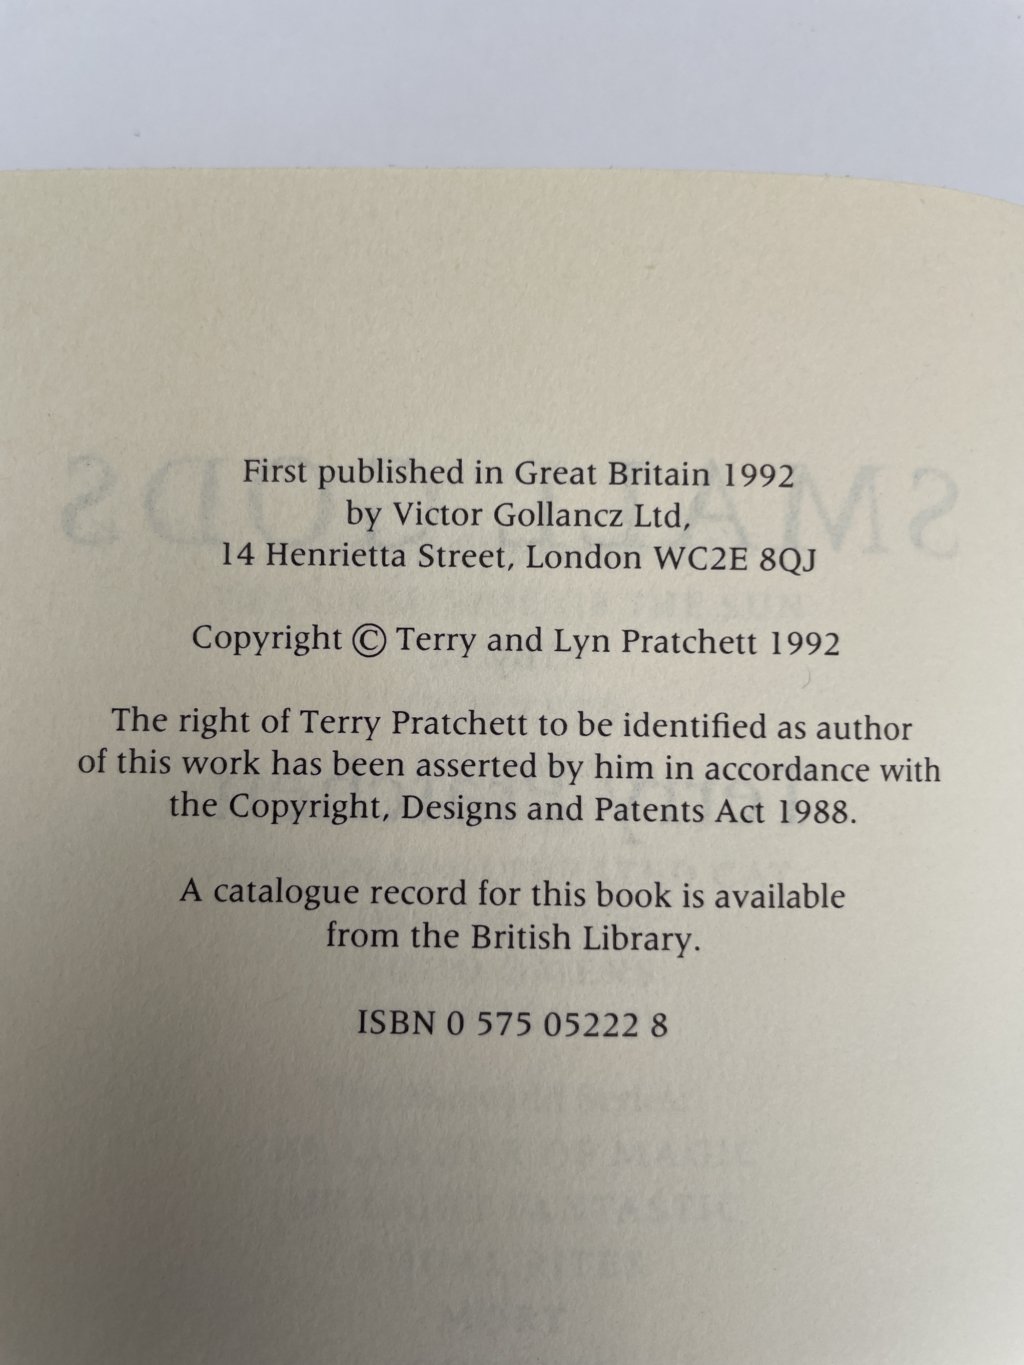 First published in Great Britain 1992
by Victor Gollancz Ltd,
14 Henrietta Street, London WC2E 8QJ
Copyright © Terry and Lyn Pratchett 1992
The right of Terry Pratchett to be identified as author
of this work has been asserted by him in accordance with
the Copyright, Designs and Patents Act 1988.
A catalogue record for this book is available
from the British Library.
ISBN 0 575 05222 8